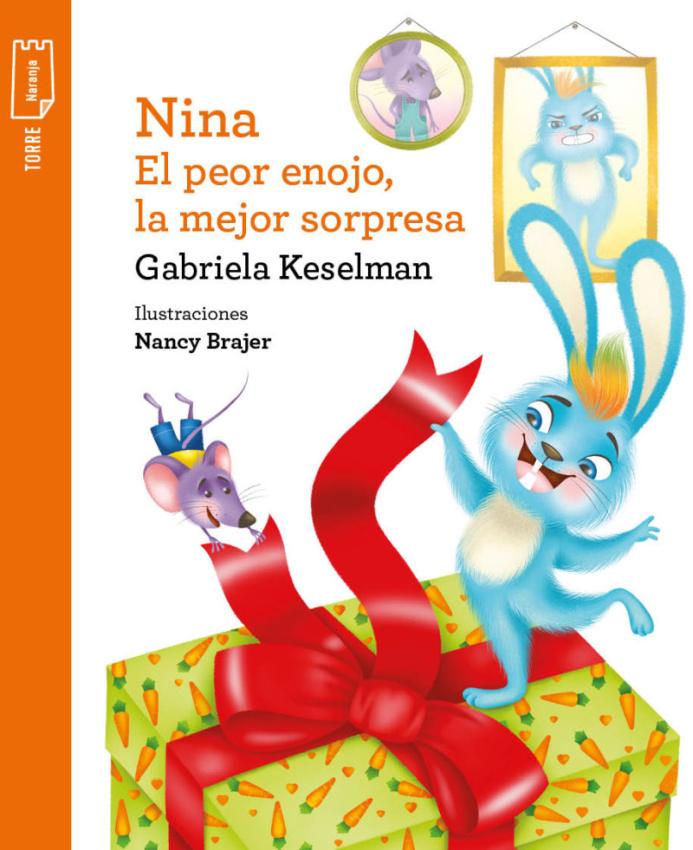 Naranja
TORRE
Nina
El peor enojo,
la mejor sorpresa
Gabriela Keselman
Ilustraciones
Nancy Brajer